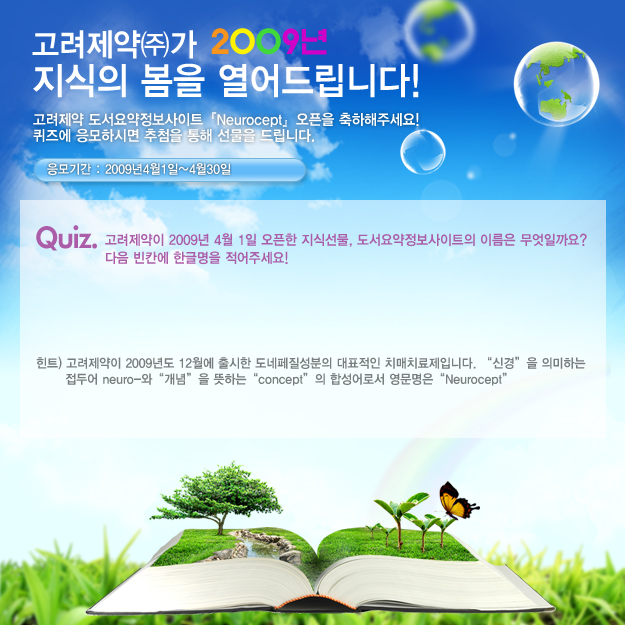 고려제약㈜가 2009년
지식의 봄을 열어드립니다!
고려제약 도서요약정보사이트 『Neurocept』 오픈을 축하해주세요!
퀴즈에 응모하시면 추첨을 통해 선물을 드립니다.
응모기간 : 2009년4월1일~4월30일
Quiz. 고려제약이 2009년 4월 1일 오픈한 지식선물, 도서요약정보사이트의 이름은 무엇일까요?
다음 빈칸에 한글명을 적어주세요!
힌트) 고려제약이 2009년도 12월에 출시한 도네페질성분의 대표적인 치매치료제입니다. “신경”을 의미하는
접두어 neuro-와 “개념”을 뜻하는 “concept”의 합성어로서 영문명은 “Neurocept”